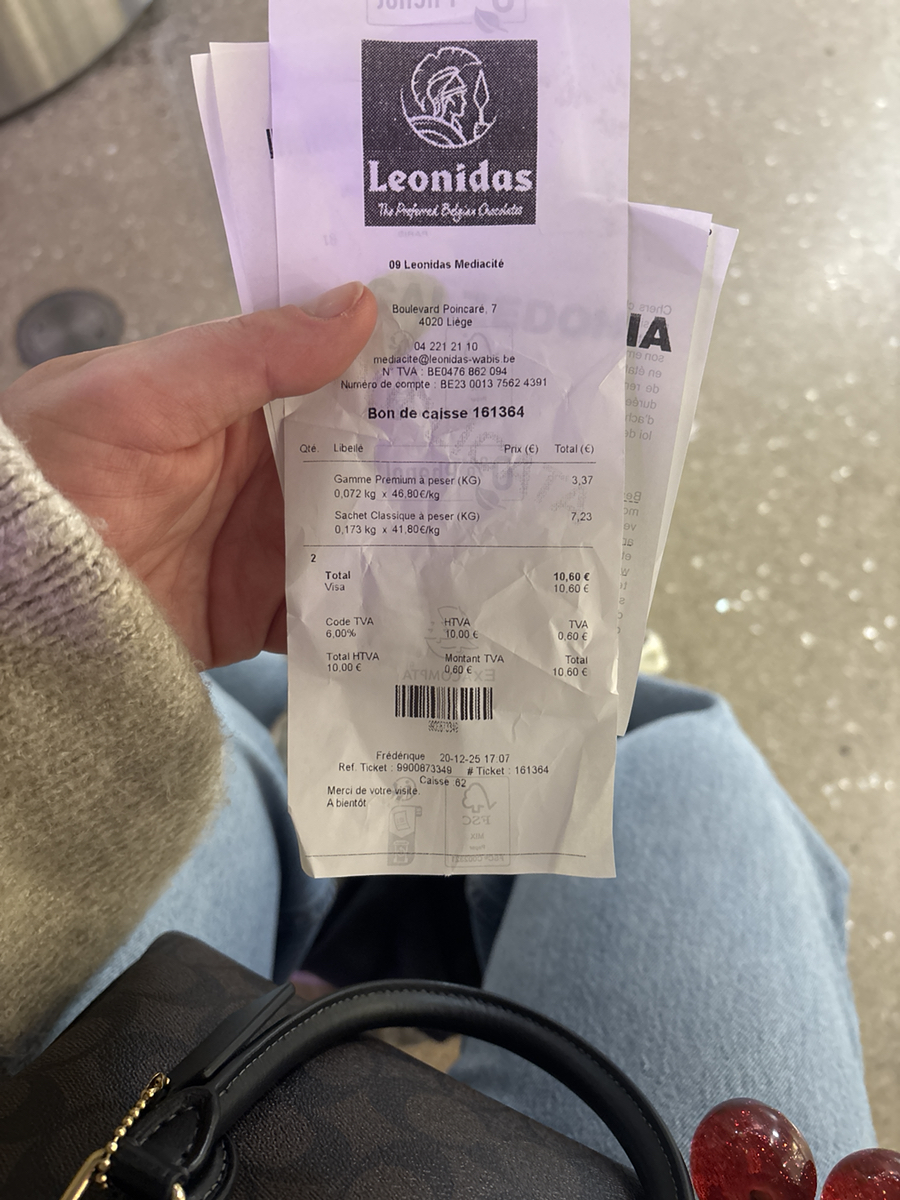 Leonidas
The Preferred Belgian Chocolates
09 Leonidas Mediacité
Boulevard Poincaré, 7
4020 Liége
04 221 21 10
mediacite@leonidas-wabis.be
N° TVA : BE0476 862 094
Numéro de compte : BE23 0013 7562 4391
Bon de caisse 161364
Qté. Libellé Prix (€) Total (€)
Gamme Premium à peser (KG) 3,37
0,072 kg x 46,80€/kg
Sachet Classique à peser (KG) 7,23
0,173 kg x 41,80€/kg
2
Total 10,60 €
Visa 10,60 €
Code TVA HTVA TVA
6,00% 10,00 € 0,60 €
Total HTVA Montant TVA Total
10,00 € 0,60 € 10,60 €
Frédérique 20-12-25 17:07
Ref. Ticket : 9900873349 # Ticket : 161364
Caisse 62
Merci de votre visite.
A bientôt